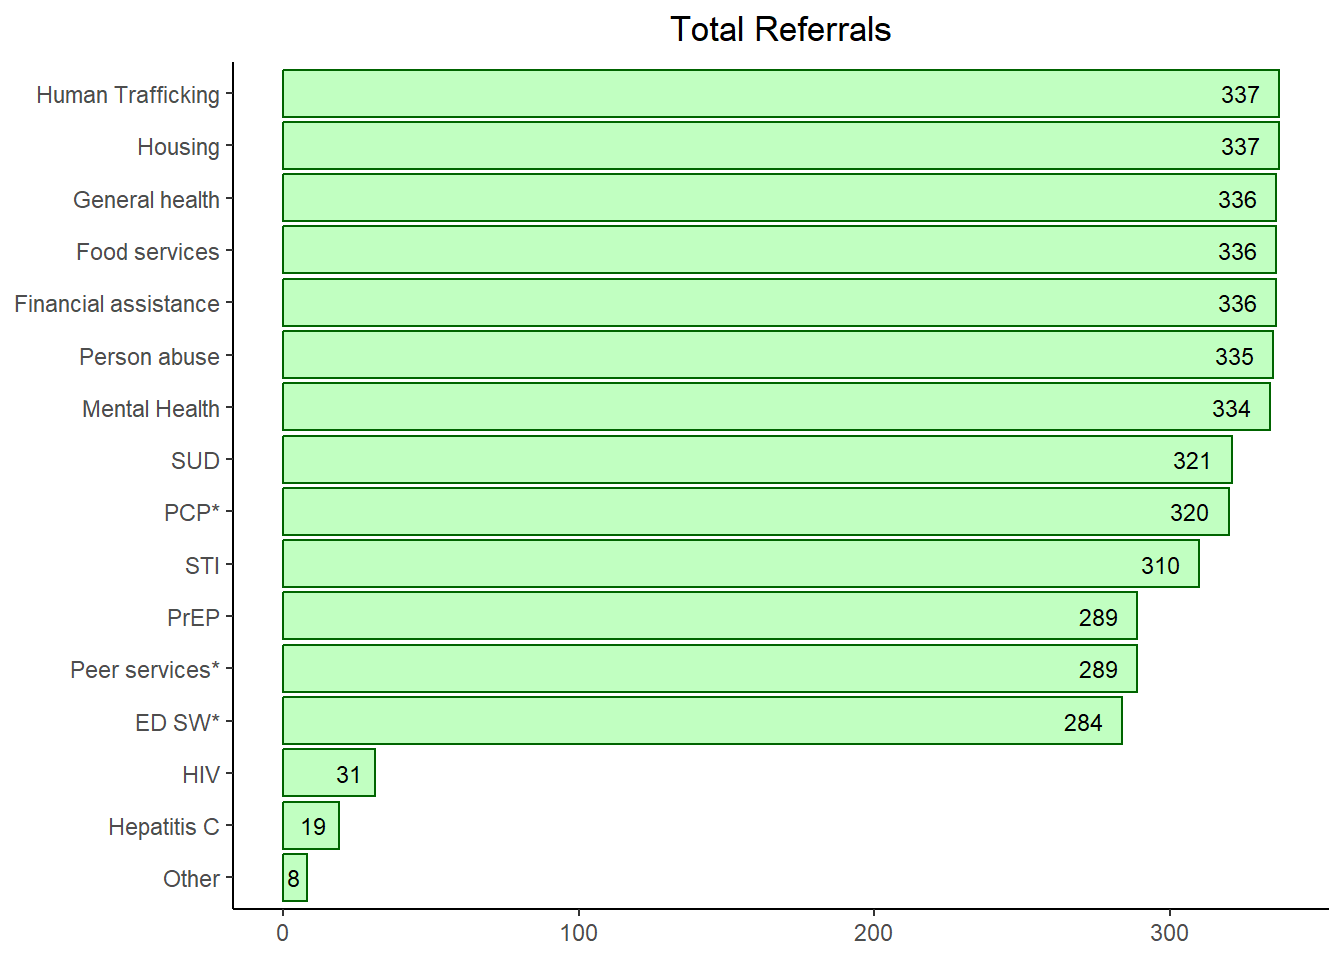 Total Referrals
Human Trafficking 337
Housing 337
General health 336
Food services 336
Financial assistance 336
Person abuse 335
Mental Health 334
SUD 321
PCP* 320
STI 310
PrEP 289
Peer services* 289
ED SW* 284
HIV 31
Hepatitis C 19
Other 8
0 100 200 300